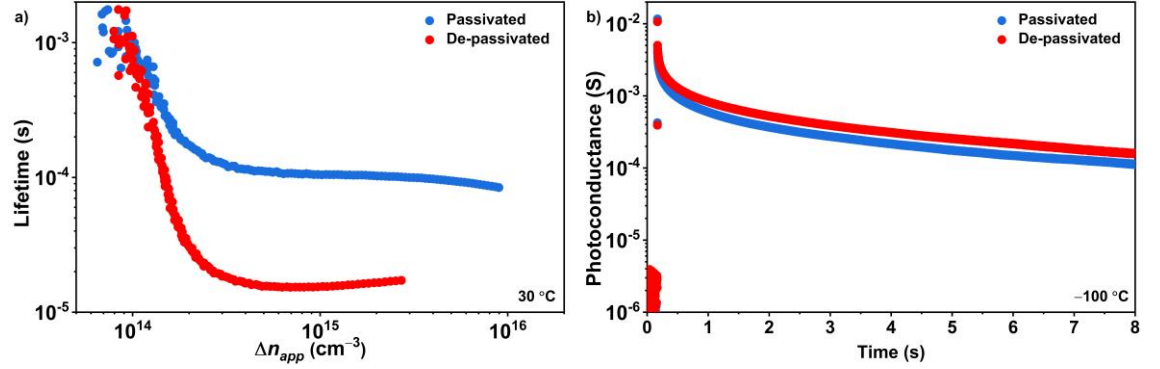 a)
Passivated
De-passivated
Lifetime (s)
10⁻³
10⁻⁴
10⁻⁵
10¹⁴
10¹⁵
10¹⁶
30 °C
Δn_app (cm⁻³)
b)
Passivated
De-passivated
Photoconductance (S)
10⁻²
10⁻³
10⁻⁴
10⁻⁵
10⁻⁶
0 1 2 3 4 5 6 7 8
−100 °C
Time (s)